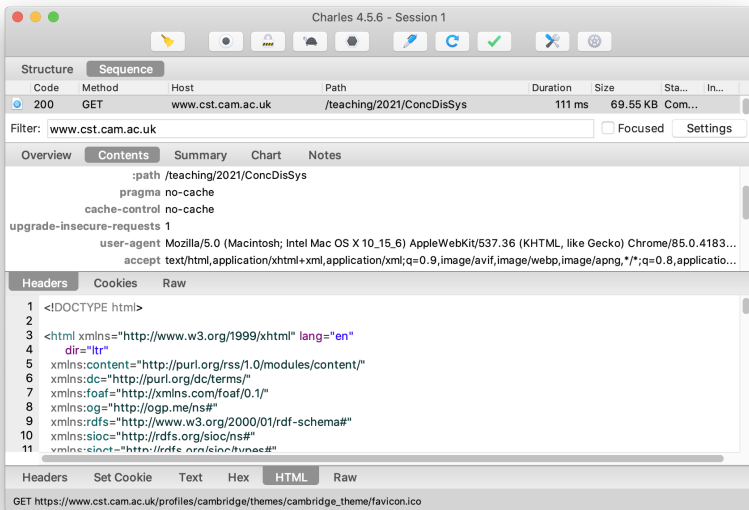 Charles 4.5.6 - Session 1
Structure Sequence
Code Method Host Path Duration Size Sta... In...
200 GET www.cst.cam.ac.uk /teaching/2021/ConcDisSys 111 ms 69.55 KB Com...
Filter: www.cst.cam.ac.uk Focused Settings
Overview Contents Summary Chart Notes
:path /teaching/2021/ConcDisSys
pragma no-cache
cache-control no-cache
upgrade-insecure-requests 1
user-agent Mozilla/5.0 (Macintosh; Intel Mac OS X 10_15_6) AppleWebKit/537.36 (KHTML, like Gecko) Chrome/85.0.4183...
accept text/html,application/xhtml+xml,application/xml;q=0.9,image/avif,image/webp,image/apng,*/*;q=0.8,applicatio...
Headers Cookies Raw
1 <!DOCTYPE html>
2
3 <html xmlns="http://www.w3.org/1999/xhtml" lang="en"
4 dir="ltr"
5 xmlns:content="http://purl.org/rss/1.0/modules/content/"
6 xmlns:dc="http://purl.org/dc/terms/"
7 xmlns:foaf="http://xmlns.com/foaf/0.1/"
8 xmlns:og="http://ogp.me/ns#"
9 xmlns:rdfs="http://www.w3.org/2000/01/rdf-schema#"
10 xmlns:sioc="http://rdfs.org/sioc/ns#"
11 xmlns:sioct="http://rdfs.org/sioc/types#"
Headers Set Cookie Text Hex HTML Raw
GET https://www.cst.cam.ac.uk/profiles/cambridge/themes/cambridge_theme/favicon.ico